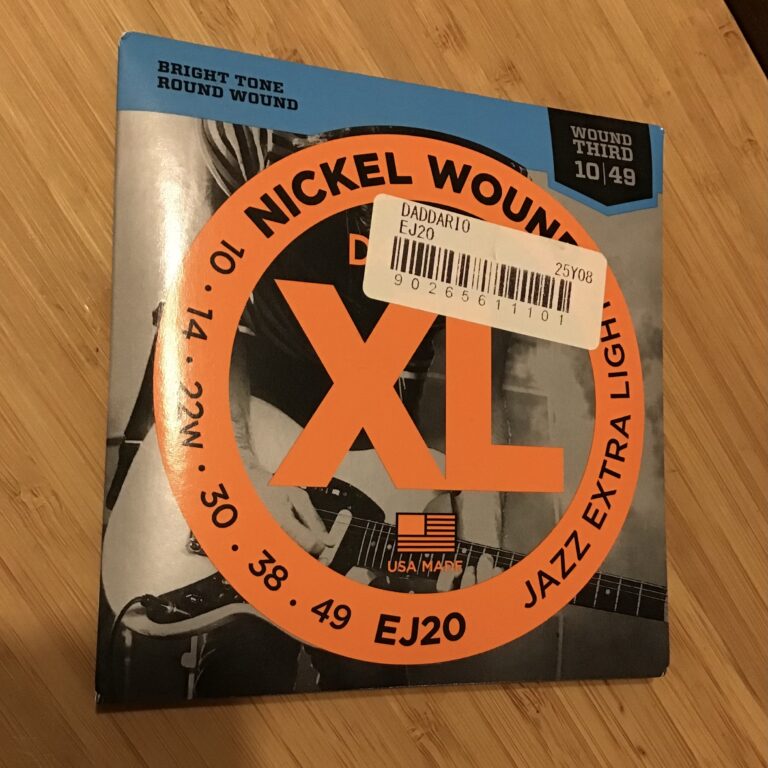 BRIGHT TONE
ROUND WOUND
WOUND
THIRD
10|49
NICKEL WOUND
DADDARIO
EJ20
25Y08
90265611101
XL
10 · 14 · 22W · 30 · 38 · 49
EJ20
JAZZ EXTRA LIGHT
USA MADE